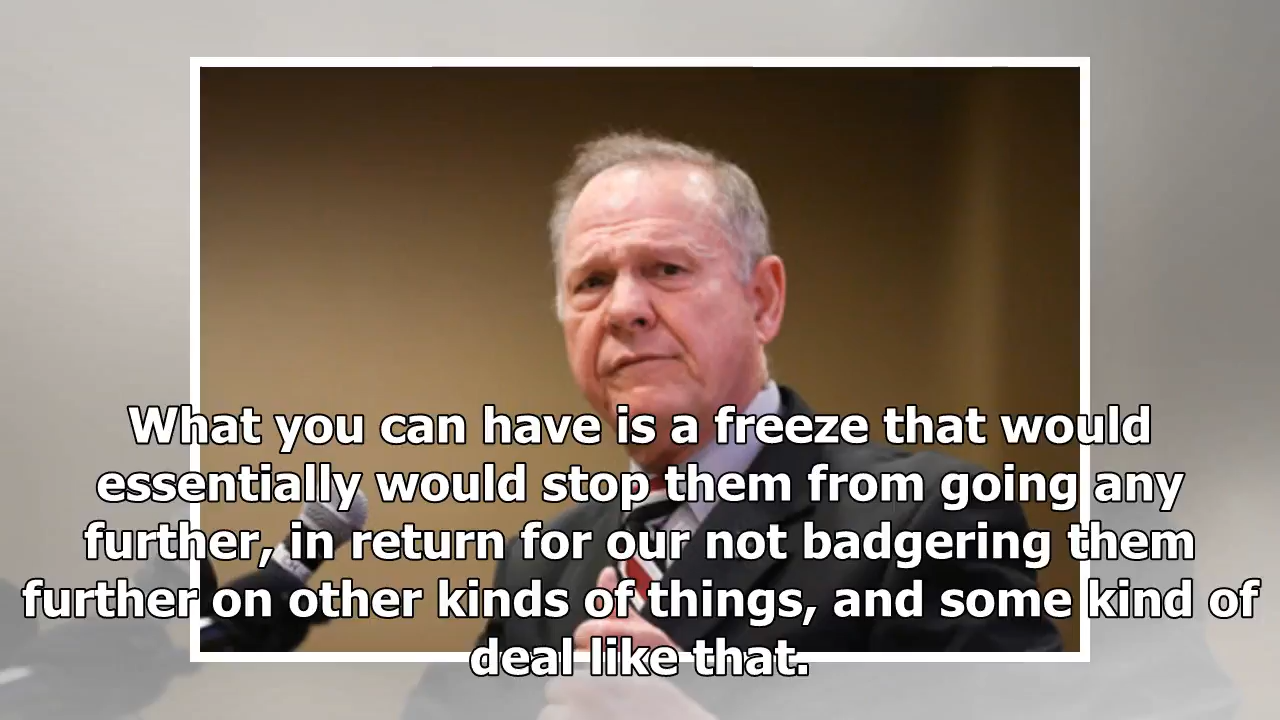 What you can have is a freeze that would
essentially would stop them from going any
further, in return for our not badgering them
further on other kinds of things, and some kind of
deal like that.